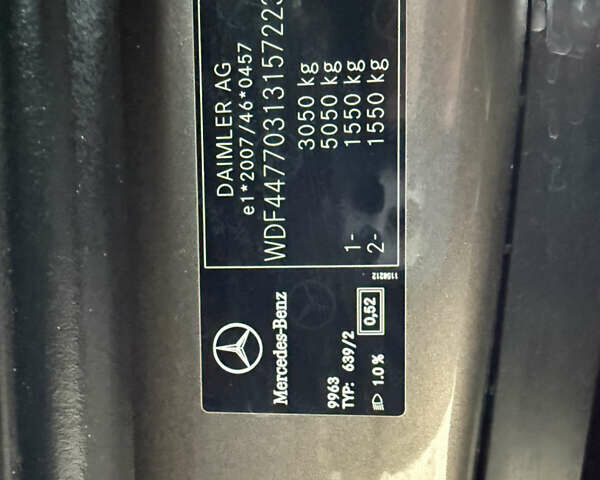 DAIMLER AG
e1*2007/46*0457
WDF44770313157223
3050 kg
5050 kg
1- 1550 kg
2- 1550 kg
1156212
Mercedes-Benz
9963
TYP: 639/2 0,52
1.0 %